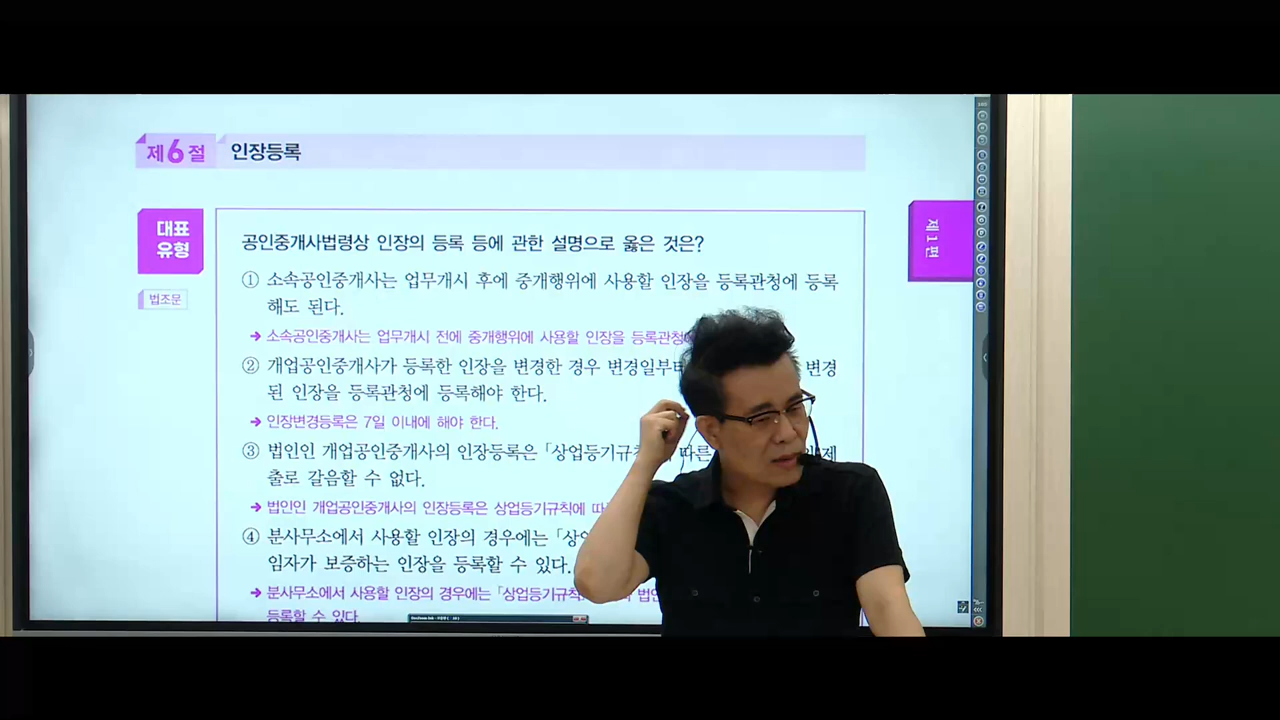 제6절 인장등록
대표
유형
법조문
제1편
공인중개사법령상 인장의 등록 등에 관한 설명으로 옳은 것은?
① 소속공인중개사는 업무개시 후에 중개행위에 사용할 인장을 등록관청에 등록
해도 된다.
→ 소속공인중개사는 업무개시 전에 중개행위에 사용할 인장을 등록관청
② 개업공인중개사가 등록한 인장을 변경한 경우 변경일부터 변경
된 인장을 등록관청에 등록해야 한다.
→ 인장변경등록은 7일 이내에 해야 한다.
③ 법인인 개업공인중개사의 인장등록은 「상업등기규칙 따른 제
출로 갈음할 수 없다.
→ 법인인 개업공인중개사의 인장등록은 상업등기규칙에
④ 분사무소에서 사용할 인장의 경우에는
임자가 보증하는 인장을 등록할 수 있다.
→ 분사무소에서 사용할 인장의 경우에는 「상업등기규칙
등록할 수 있다.